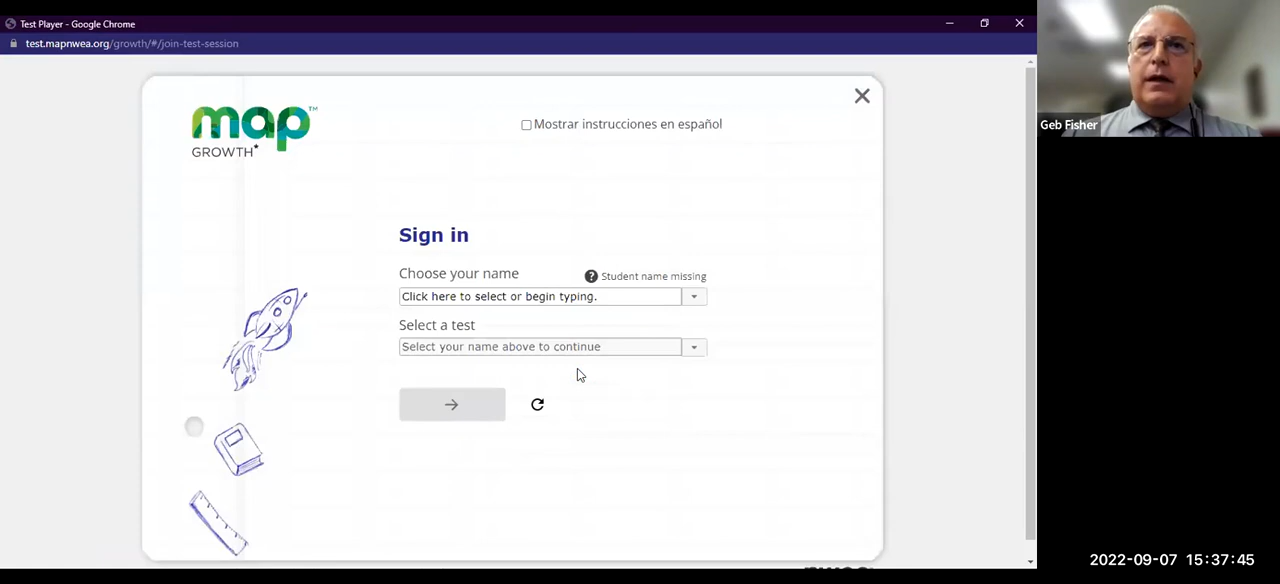 Test Player - Google Chrome
test.mapnwea.org/growth/#/join-test-session
map™
GROWTH*
Mostrar instrucciones en español
Geb Fisher
Sign in
Choose your name
? Student name missing
Click here to select or begin typing.
Select a test
Select your name above to continue
2022-09-07 15:37:45